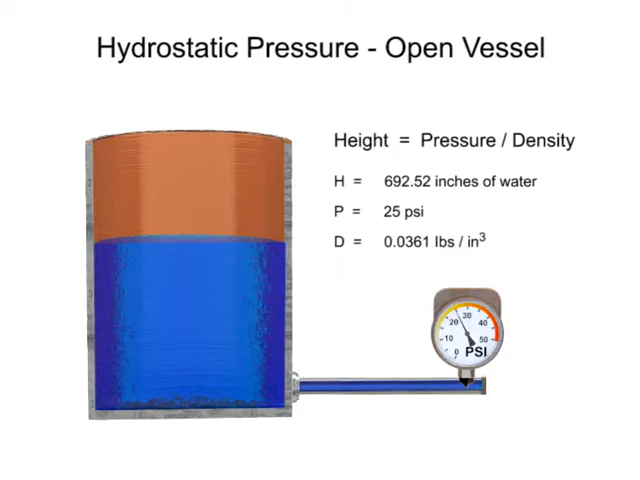 Hydrostatic Pressure - Open Vessel
Height = Pressure / Density
H = 692.52 inches of water
P = 25 psi
D = 0.0361 lbs / in³
0
10
20
30
40
50
PSI